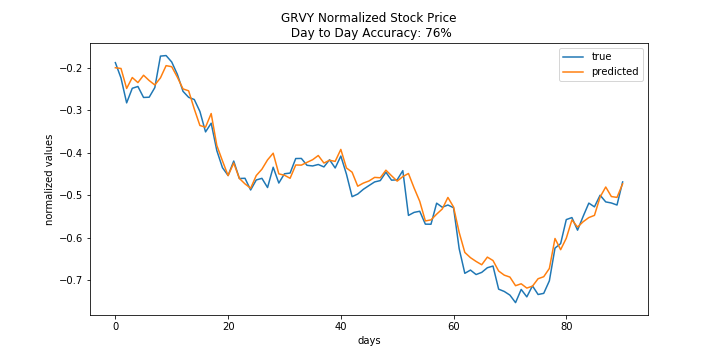 GRVY Normalized Stock Price
Day to Day Accuracy: 76%
true
predicted
normalized values
−0.2
−0.3
−0.4
−0.5
−0.6
−0.7
0 20 40 60 80
days